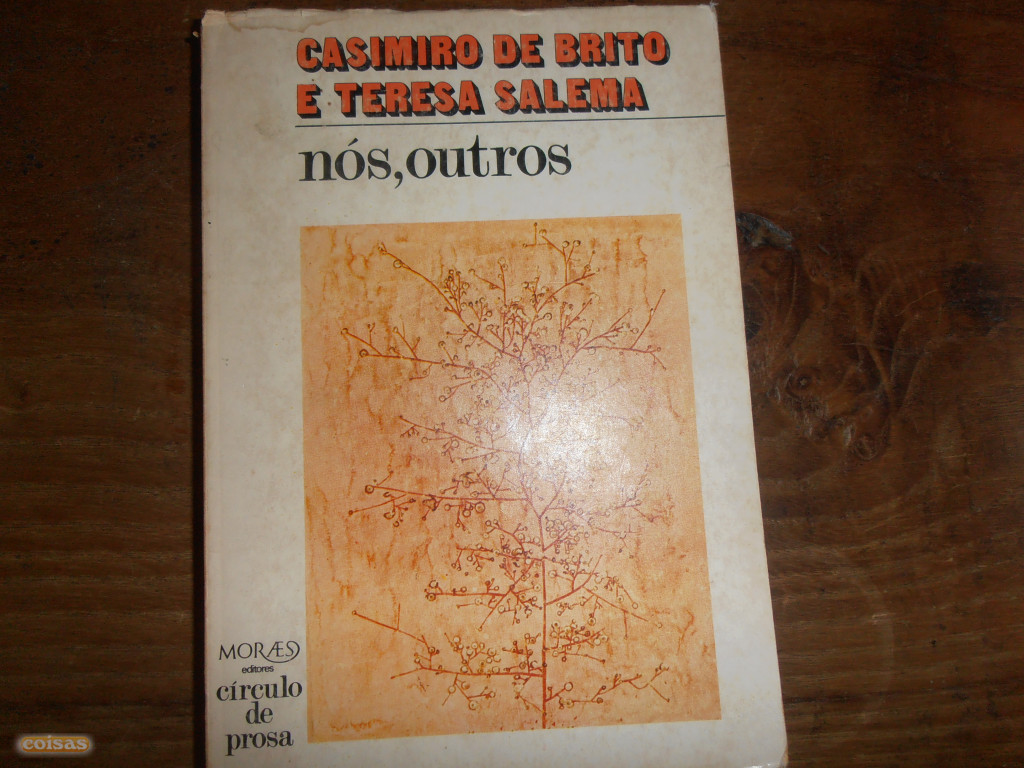 CASIMIRO DE BRITO
E TERESA SALEMA
nós, outros
MORÆS
editores
círculo
de
prosa
coisas